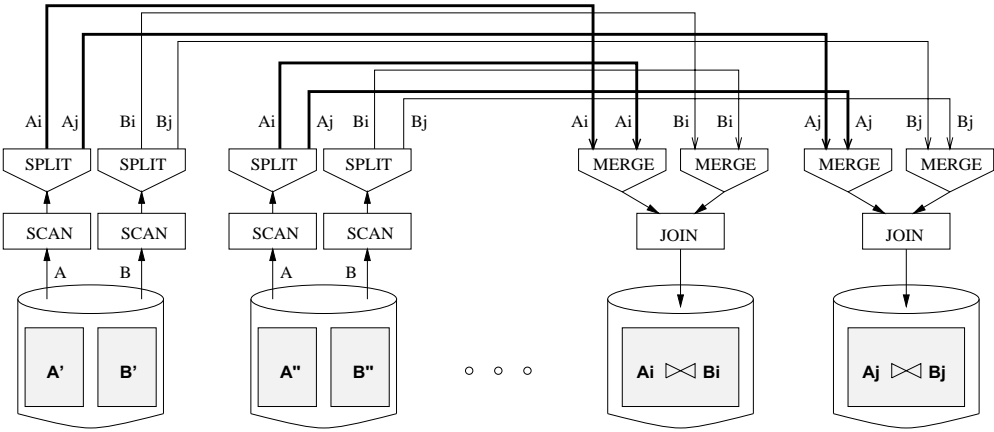 Ai Aj Bi Bj Ai Aj Bi Bj Ai Ai Bi Bi Aj Aj Bj Bj
SPLIT SPLIT SPLIT SPLIT MERGE MERGE MERGE MERGE
SCAN SCAN SCAN SCAN JOIN JOIN
A B A B
A' B' A" B" Ai ⋈ Bi Aj ⋈ Bj